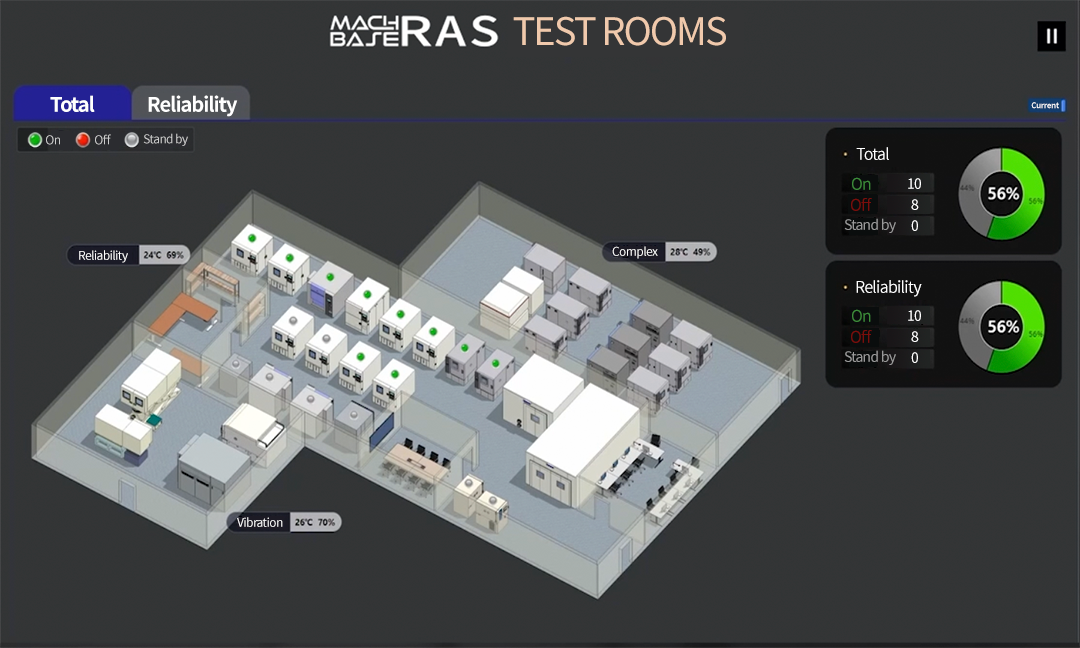 MACHBASE RAS TEST ROOMS
Total
Reliability
Current
On
Off
Stand by
Reliability 24℃ 69%
Complex 28℃ 49%
Vibration 26℃ 70%
· Total
On 10
Off 8
Stand by 0
44%
56%
56%
· Reliability
On 10
Off 8
Stand by 0
44%
56%
56%